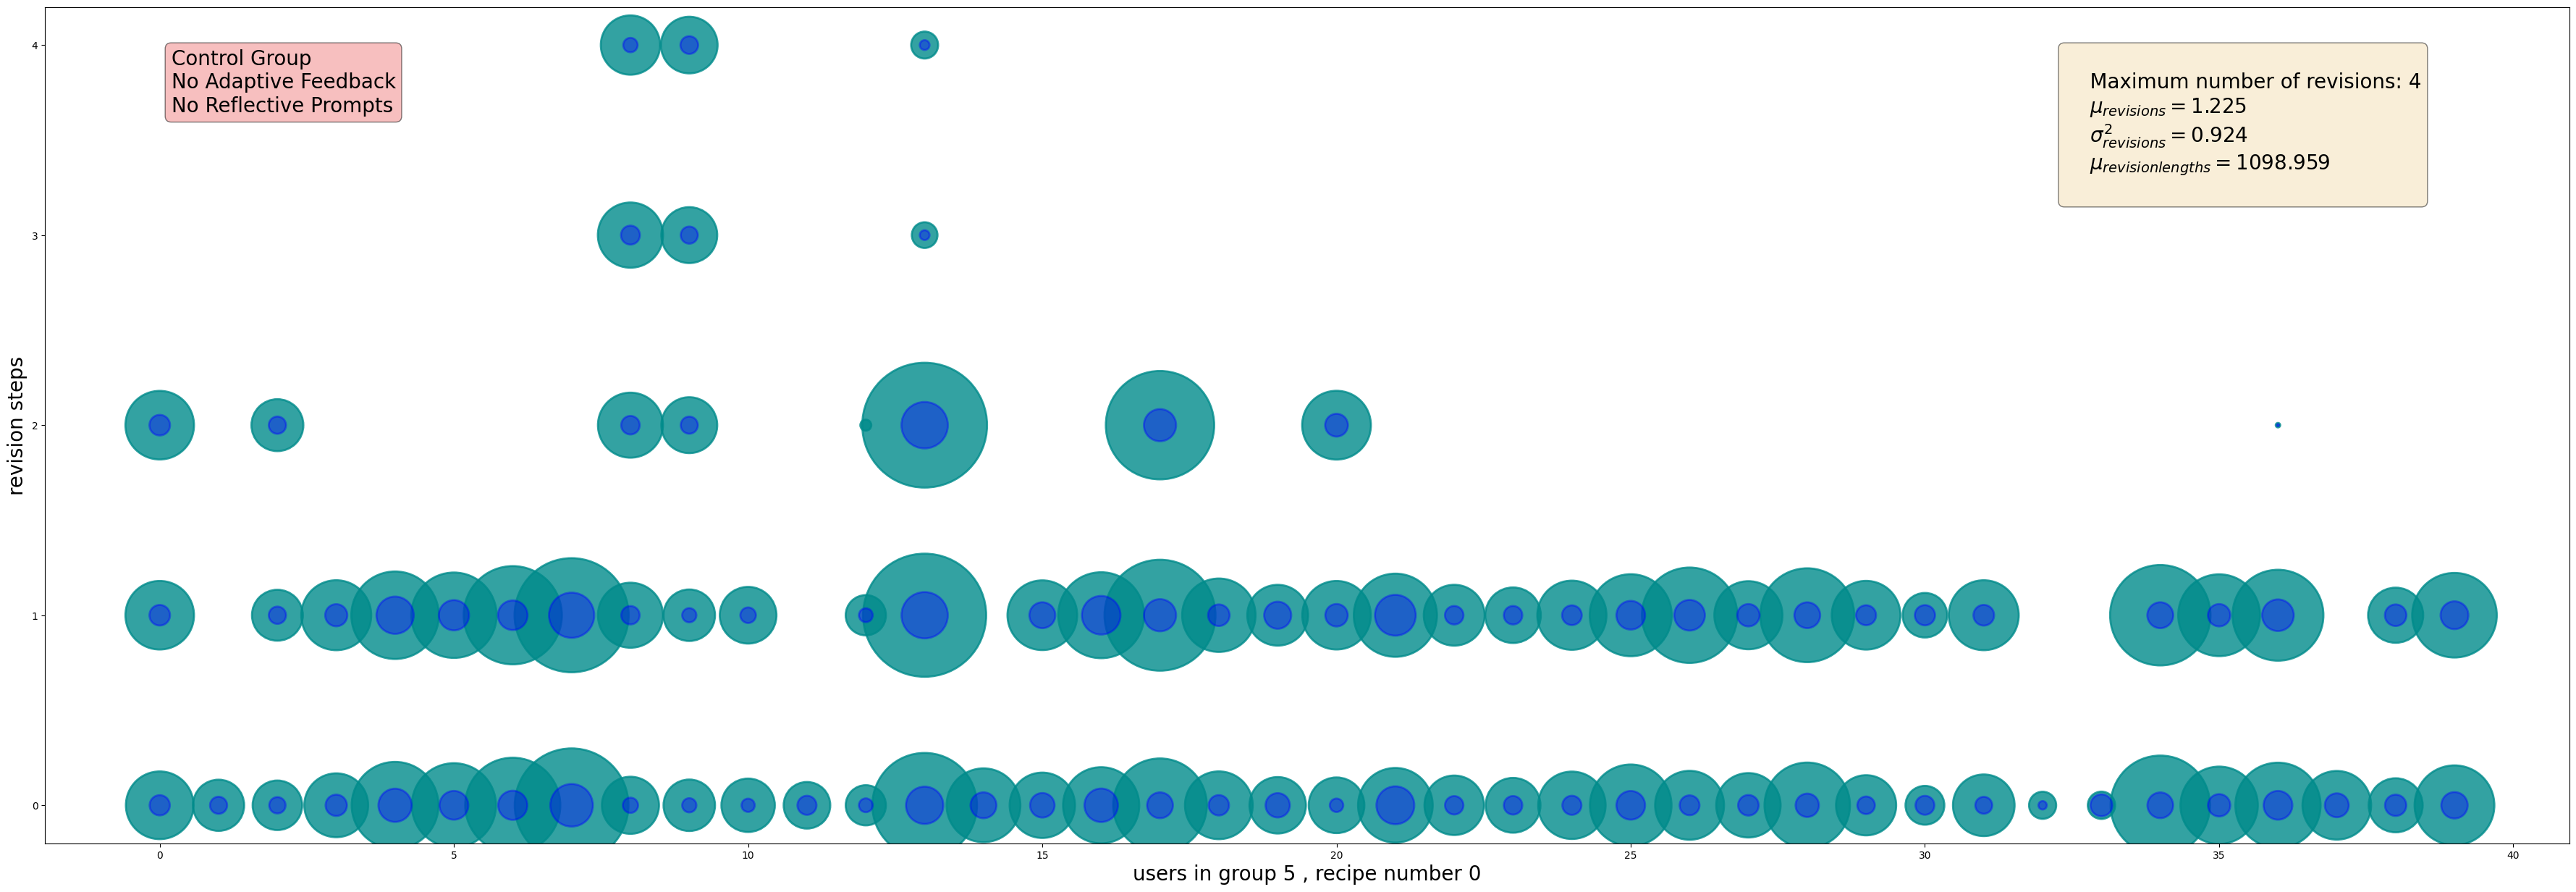 Control Group
No Adaptive Feedback
No Reflective Prompts
Maximum number of revisions: 4
μrevisions = 1.225
σ²revisions = 0.924
μrevisionlengths = 1098.959
revision steps
4
3
2
1
0
0 5 10 15 20 25 30 35 40
users in group 5 , recipe number 0